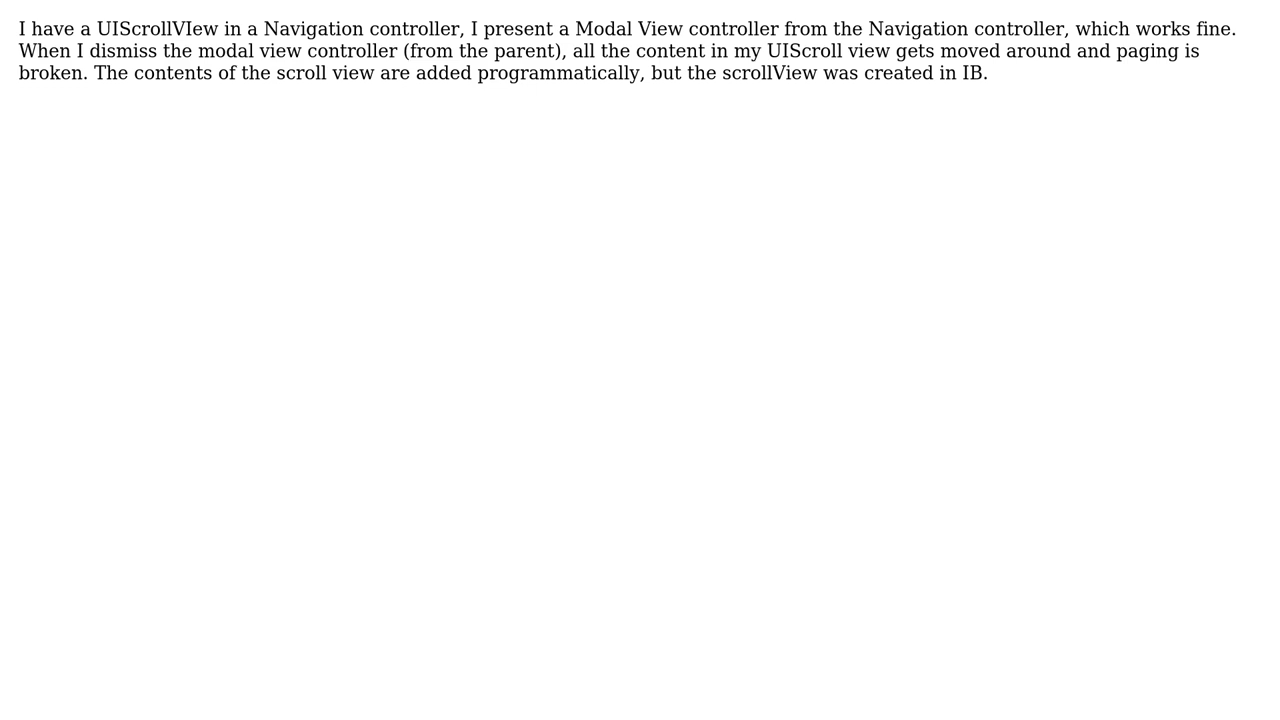 I have a UIScrollVIew in a Navigation controller, I present a Modal View controller from the Navigation controller, which works fine.
When I dismiss the modal view controller (from the parent), all the content in my UIScroll view gets moved around and paging is
broken. The contents of the scroll view are added programmatically, but the scrollView was created in IB.